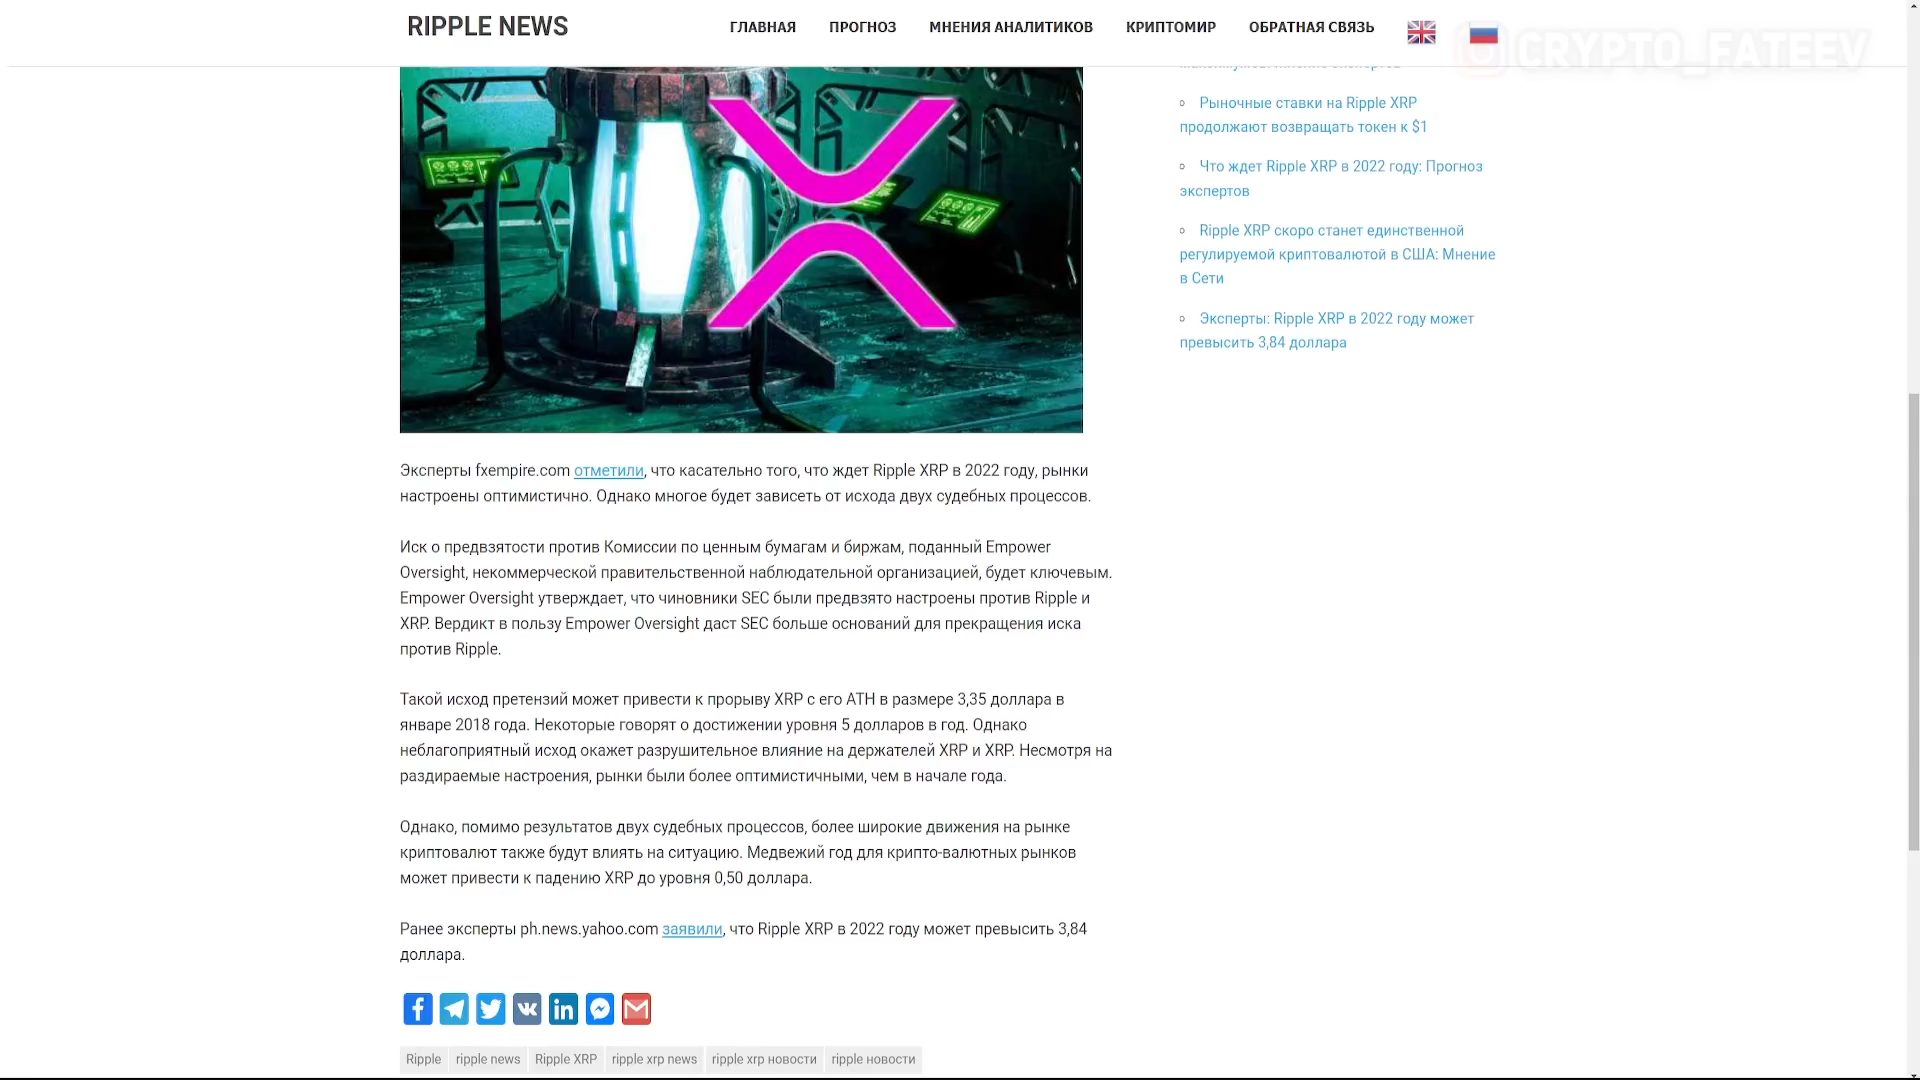 RIPPLE NEWS
ГЛАВНАЯ ПРОГНОЗ МНЕНИЯ АНАЛИТИКОВ КРИПТОМИР ОБРАТНАЯ СВЯЗЬ
CRYPTO_FATEEV
Рыночные ставки на Ripple XRP
продолжают возвращать токен к $1
Что ждет Ripple XRP в 2022 году: Прогноз
экспертов
Ripple XRP скоро станет единственной
регулируемой криптовалютой в США: Мнение
в Сети
Эксперты: Ripple XRP в 2022 году может
превысить 3,84 доллара
Эксперты fxempire.com отметили, что касательно того, что ждет Ripple XRP в 2022 году, рынки
настроены оптимистично. Однако многое будет зависеть от исхода двух судебных процессов.
Иск о предвзятости против Комиссии по ценным бумагам и биржам, поданный Empower
Oversight, некоммерческой правительственной наблюдательной организацией, будет ключевым.
Empower Oversight утверждает, что чиновники SEC были предвзято настроены против Ripple и
XRP. Вердикт в пользу Empower Oversight даст SEC больше оснований для прекращения иска
против Ripple.
Такой исход претензий может привести к прорыву XRP с его ATH в размере 3,35 доллара в
январе 2018 года. Некоторые говорят о достижении уровня 5 долларов в год. Однако
неблагоприятный исход окажет разрушительное влияние на держателей XRP и XRP. Несмотря на
раздираемые настроения, рынки были более оптимистичными, чем в начале года.
Однако, помимо результатов двух судебных процессов, более широкие движения на рынке
криптовалют также будут влиять на ситуацию. Медвежий год для крипто-валютных рынков
может привести к падению XRP до уровня 0,50 доллара.
Ранее эксперты ph.news.yahoo.com заявили, что Ripple XRP в 2022 году может превысить 3,84
доллара.
Ripple ripple news Ripple XRP ripple xrp news ripple xrp новости ripple новости